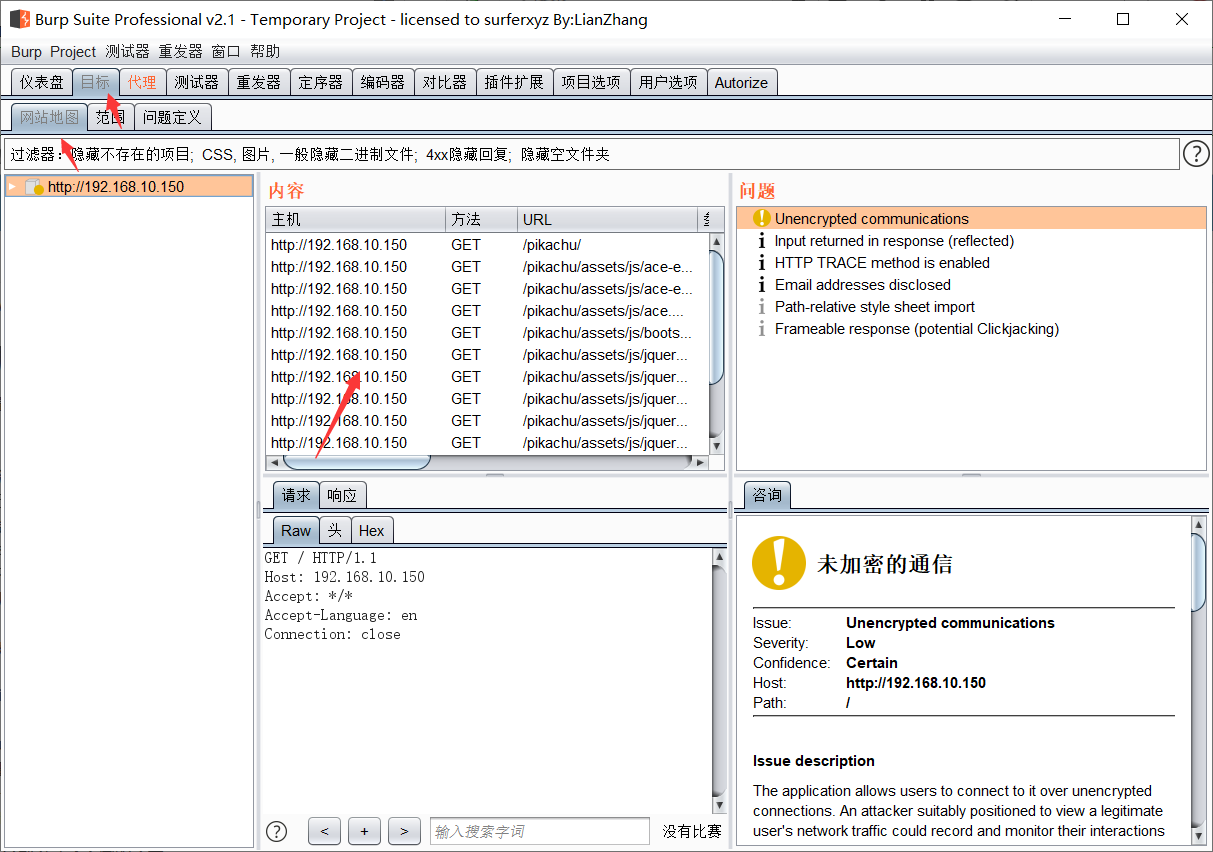 Burp Suite Professional v2.1 - Temporary Project - licensed to surferxyz By:LianZhang
Burp Project 测试器 重发器 窗口 帮助
仪表盘 目标 代理 测试器 重发器 定序器 编码器 对比器 插件扩展 项目选项 用户选项 Autorize
网站地图 范围 问题定义
过滤器：隐藏不存在的项目; CSS, 图片, 一般隐藏二进制文件; 4xx隐藏回复; 隐藏空文件夹
?
http://192.168.10.150
内容
主机 方法 URL
http://192.168.10.150 GET /pikachu/
http://192.168.10.150 GET /pikachu/assets/js/ace-e...
http://192.168.10.150 GET /pikachu/assets/js/ace-e...
http://192.168.10.150 GET /pikachu/assets/js/ace....
http://192.168.10.150 GET /pikachu/assets/js/boots...
http://192.168.10.150 GET /pikachu/assets/js/jquer...
http://192.168.10.150 GET /pikachu/assets/js/jquer...
http://192.168.10.150 GET /pikachu/assets/js/jquer...
http://192.168.10.150 GET /pikachu/assets/js/jquer...
http://192.168.10.150 GET /pikachu/assets/js/jquer...
请求 响应
Raw 头 Hex
GET / HTTP/1.1
Host: 192.168.10.150
Accept: */*
Accept-Language: en
Connection: close
? < + > 输入搜索字词 没有比赛
问题
Unencrypted communications
Input returned in response (reflected)
HTTP TRACE method is enabled
Email addresses disclosed
Path-relative style sheet import
Frameable response (potential Clickjacking)
咨询
未加密的通信
Issue: Unencrypted communications
Severity: Low
Confidence: Certain
Host: http://192.168.10.150
Path: /
Issue description
The application allows users to connect to it over unencrypted
connections. An attacker suitably positioned to view a legitimate
user's network traffic could record and monitor their interactions